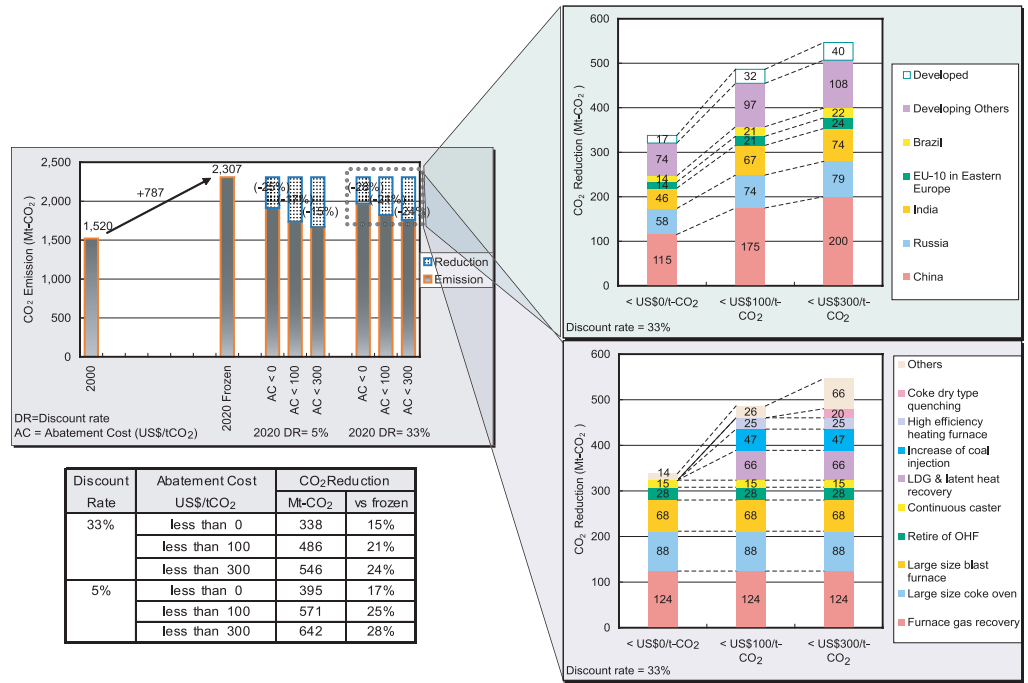 2,500
2,000
1,500
1,000
500
0
CO2 Emission (Mt-CO2)
1,520
+787
2,307
(-25%)
(-15%)
(-28%)
(-24%)
Reduction
Emission
2000
2020 Frozen
AC < 0
AC < 100
AC < 300
AC < 0
AC < 100
AC < 300
DR=Discount rate
AC = Abatement Cost (US$/tCO2)
2020 DR= 5%
2020 DR= 33%
Discount Rate
Abatement Cost US$/tCO2
CO2Reduction
Mt-CO2
vs frozen
33%
less than 0
338
15%
less than 100
486
21%
less than 300
546
24%
5%
less than 0
395
17%
less than 100
571
25%
less than 300
642
28%
600
500
400
300
200
100
0
CO2 Reduction (Mt-CO2)
17
74
14
14
46
58
115
32
97
21
21
67
74
175
40
108
22
24
74
79
200
< US$0/t-CO2
< US$100/t-
CO2
< US$300/t-
CO2
Discount rate = 33%
Developed
Developing Others
Brazil
EU-10 in Eastern
Europe
India
Russia
China
600
500
400
300
200
100
0
CO2 Reduction (Mt-CO2)
14
15
28
68
88
124
26
25
47
66
15
28
68
88
124
66
20
25
47
66
15
28
68
88
124
< US$0/t-CO2
< US$100/t-
CO2
< US$300/t-
CO2
Discount rate = 33%
Others
Coke dry type
quenching
High efficiency
heating furnace
Increase of coal
injection
LDG & latent heat
recovery
Continuous caster
Retire of OHF
Large size blast
furnace
Large size coke oven
Furnace gas recovery